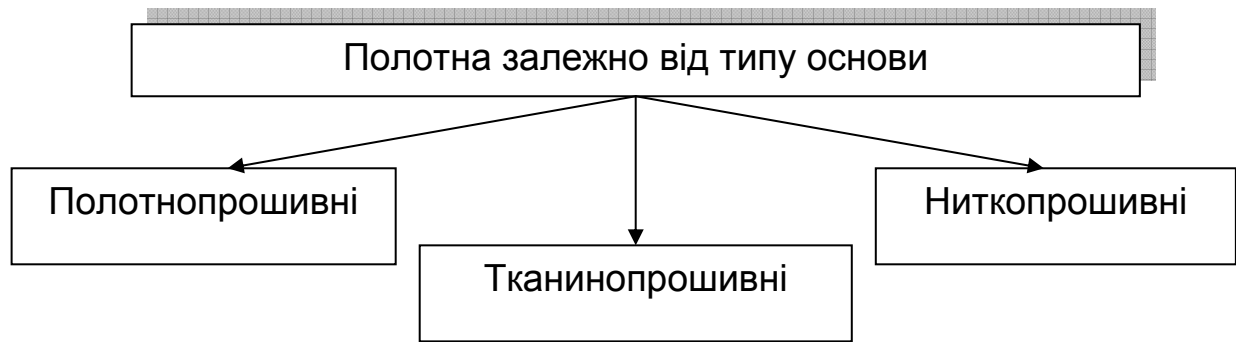 Полотна залежно від типу основи
Полотнопрошивні
Ниткопрошивні
Тканинопрошивні